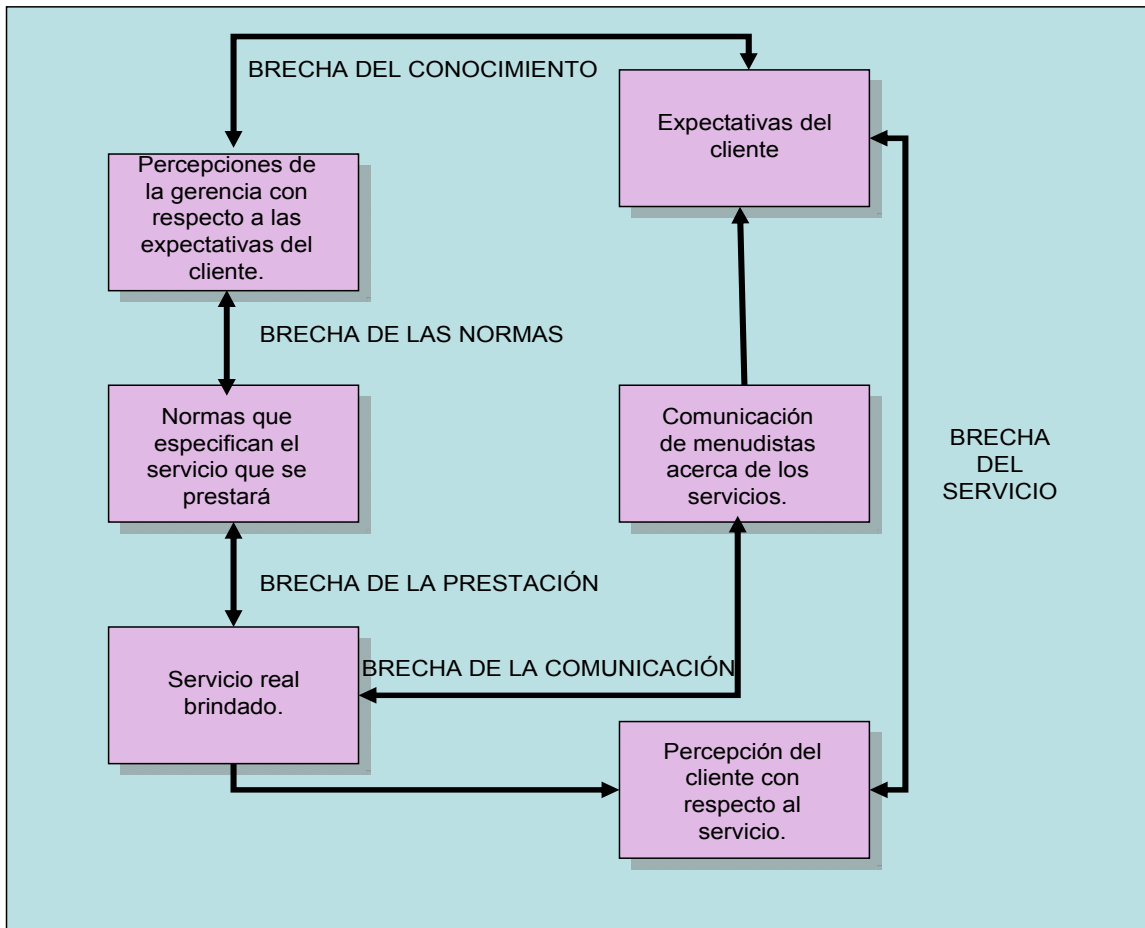 BRECHA DEL CONOCIMIENTO
Expectativas del
cliente
Percepciones de
la gerencia con
respecto a las
expectativas del
cliente.
BRECHA DE LAS NORMAS
Normas que
especifican el
servicio que se
prestará
Comunicación
de menudistas
acerca de los
servicios.
BRECHA
DEL
SERVICIO
BRECHA DE LA PRESTACIÓN
Servicio real
brindado.
BRECHA DE LA COMUNICACIÓN
Percepción del
cliente con
respecto al
servicio.